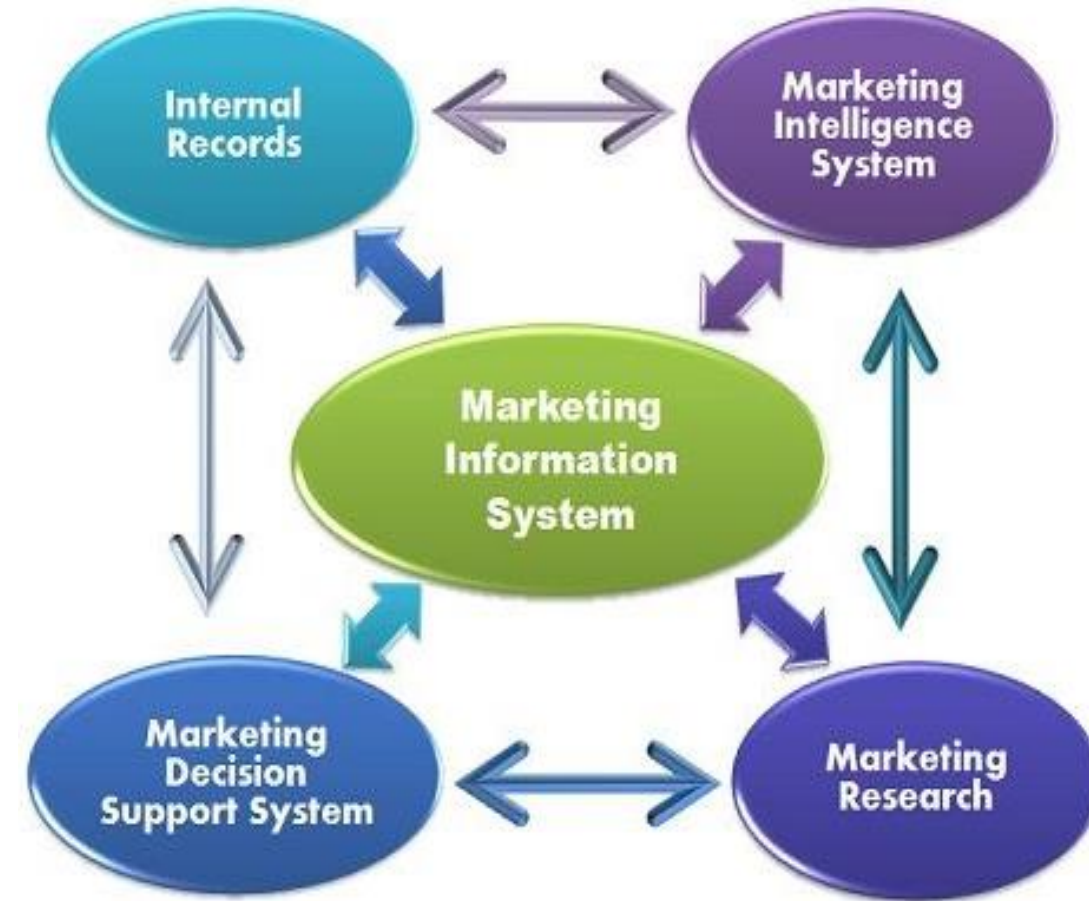 Internal
Records
Marketing
Intelligence
System
Marketing
Information
System
Marketing
Decision
Support System
Marketing
Research